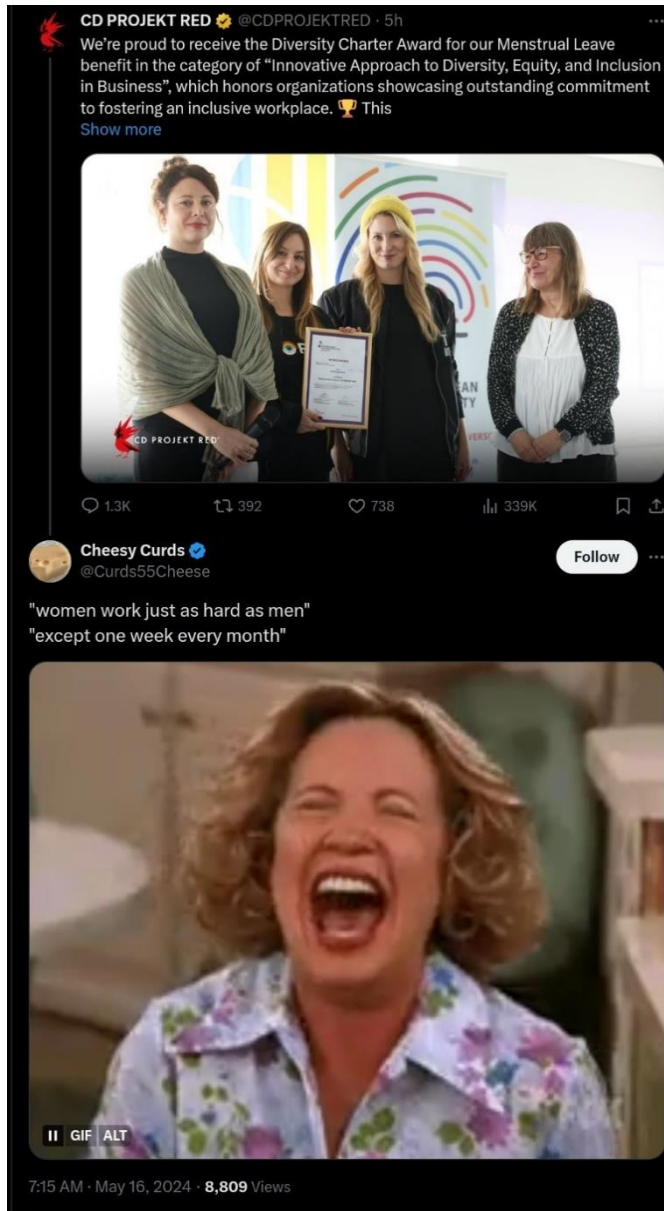 CD PROJEKT RED @CDPROJEKTRED · 5h
We're proud to receive the Diversity Charter Award for our Menstrual Leave
benefit in the category of “Innovative Approach to Diversity, Equity, and Inclusion
in Business”, which honors organizations showcasing outstanding commitment
to fostering an inclusive workplace. 🏆 This
Show more
CD PROJEKT RED
1.3K 392 738 339K
Cheesy Curds
@Curds55Cheese
Follow
"women work just as hard as men"
"except one week every month"
GIF ALT
7:15 AM · May 16, 2024 · 8,809 Views